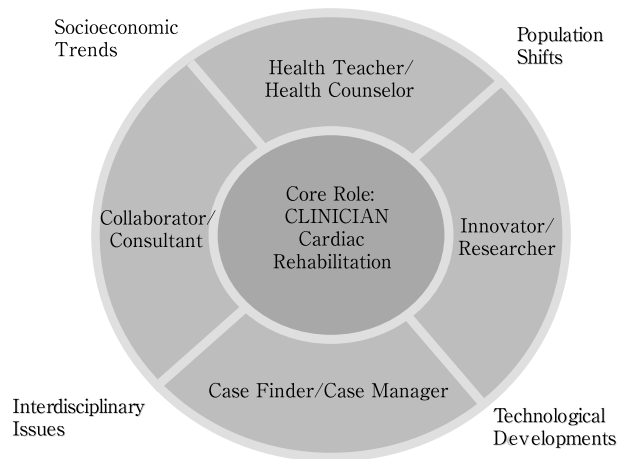 Socioeconomic
Trends
Population
Shifts
Health Teacher/
Health Counselor
Collaborator/
Consultant
Core Role:
CLINICIAN
Cardiac
Rehabilitation
Innovator/
Researcher
Case Finder/Case Manager
Interdisciplinary
Issues
Technological
Developments